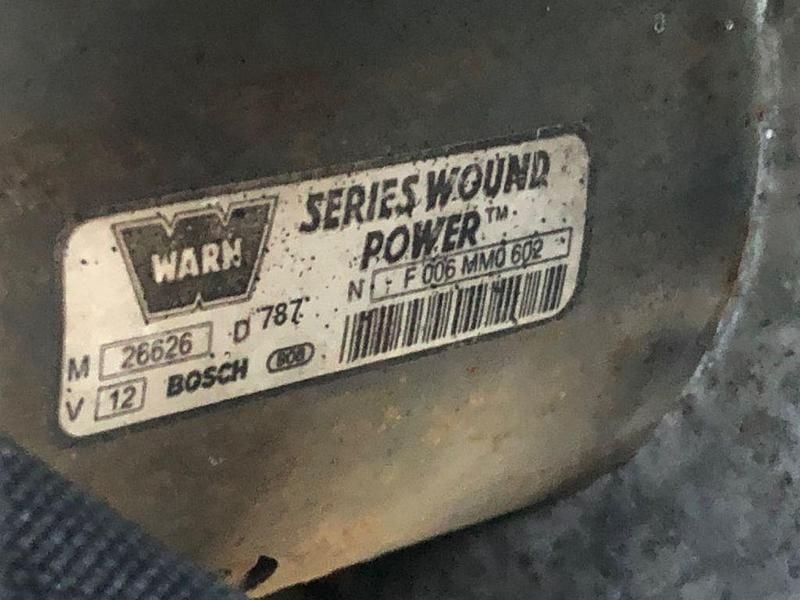 WARN
SERIES WOUND
POWER™
N - F 006 MM0 602
M 26626 D 787
V 12 BOSCH